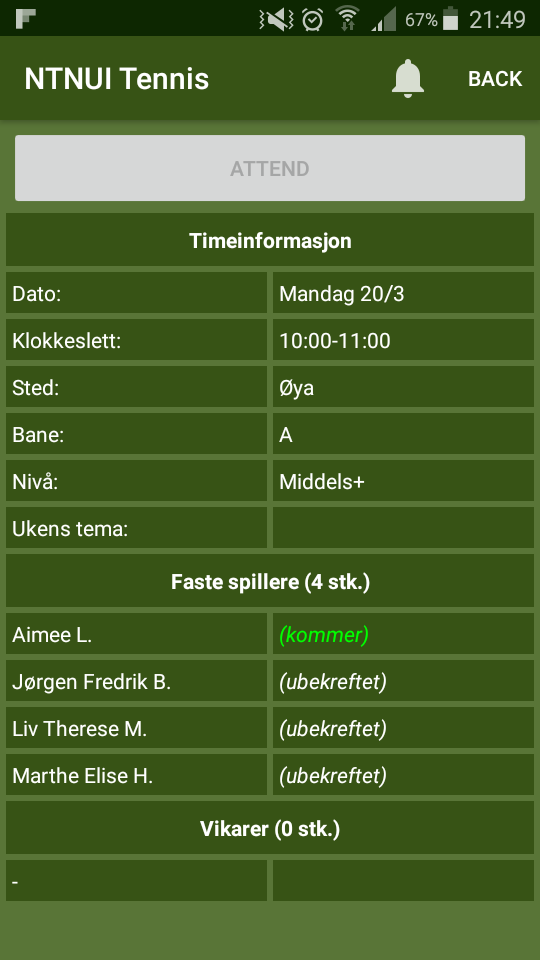 67% 21:49
NTNUI Tennis BACK
ATTEND
Timeinformasjon
Dato: Mandag 20/3
Klokkeslett: 10:00-11:00
Sted: Øya
Bane: A
Nivå: Middels+
Ukens tema:
Faste spillere (4 stk.)
Aimee L. (kommer)
Jørgen Fredrik B. (ubekreftet)
Liv Therese M. (ubekreftet)
Marthe Elise H. (ubekreftet)
Vikarer (0 stk.)
-